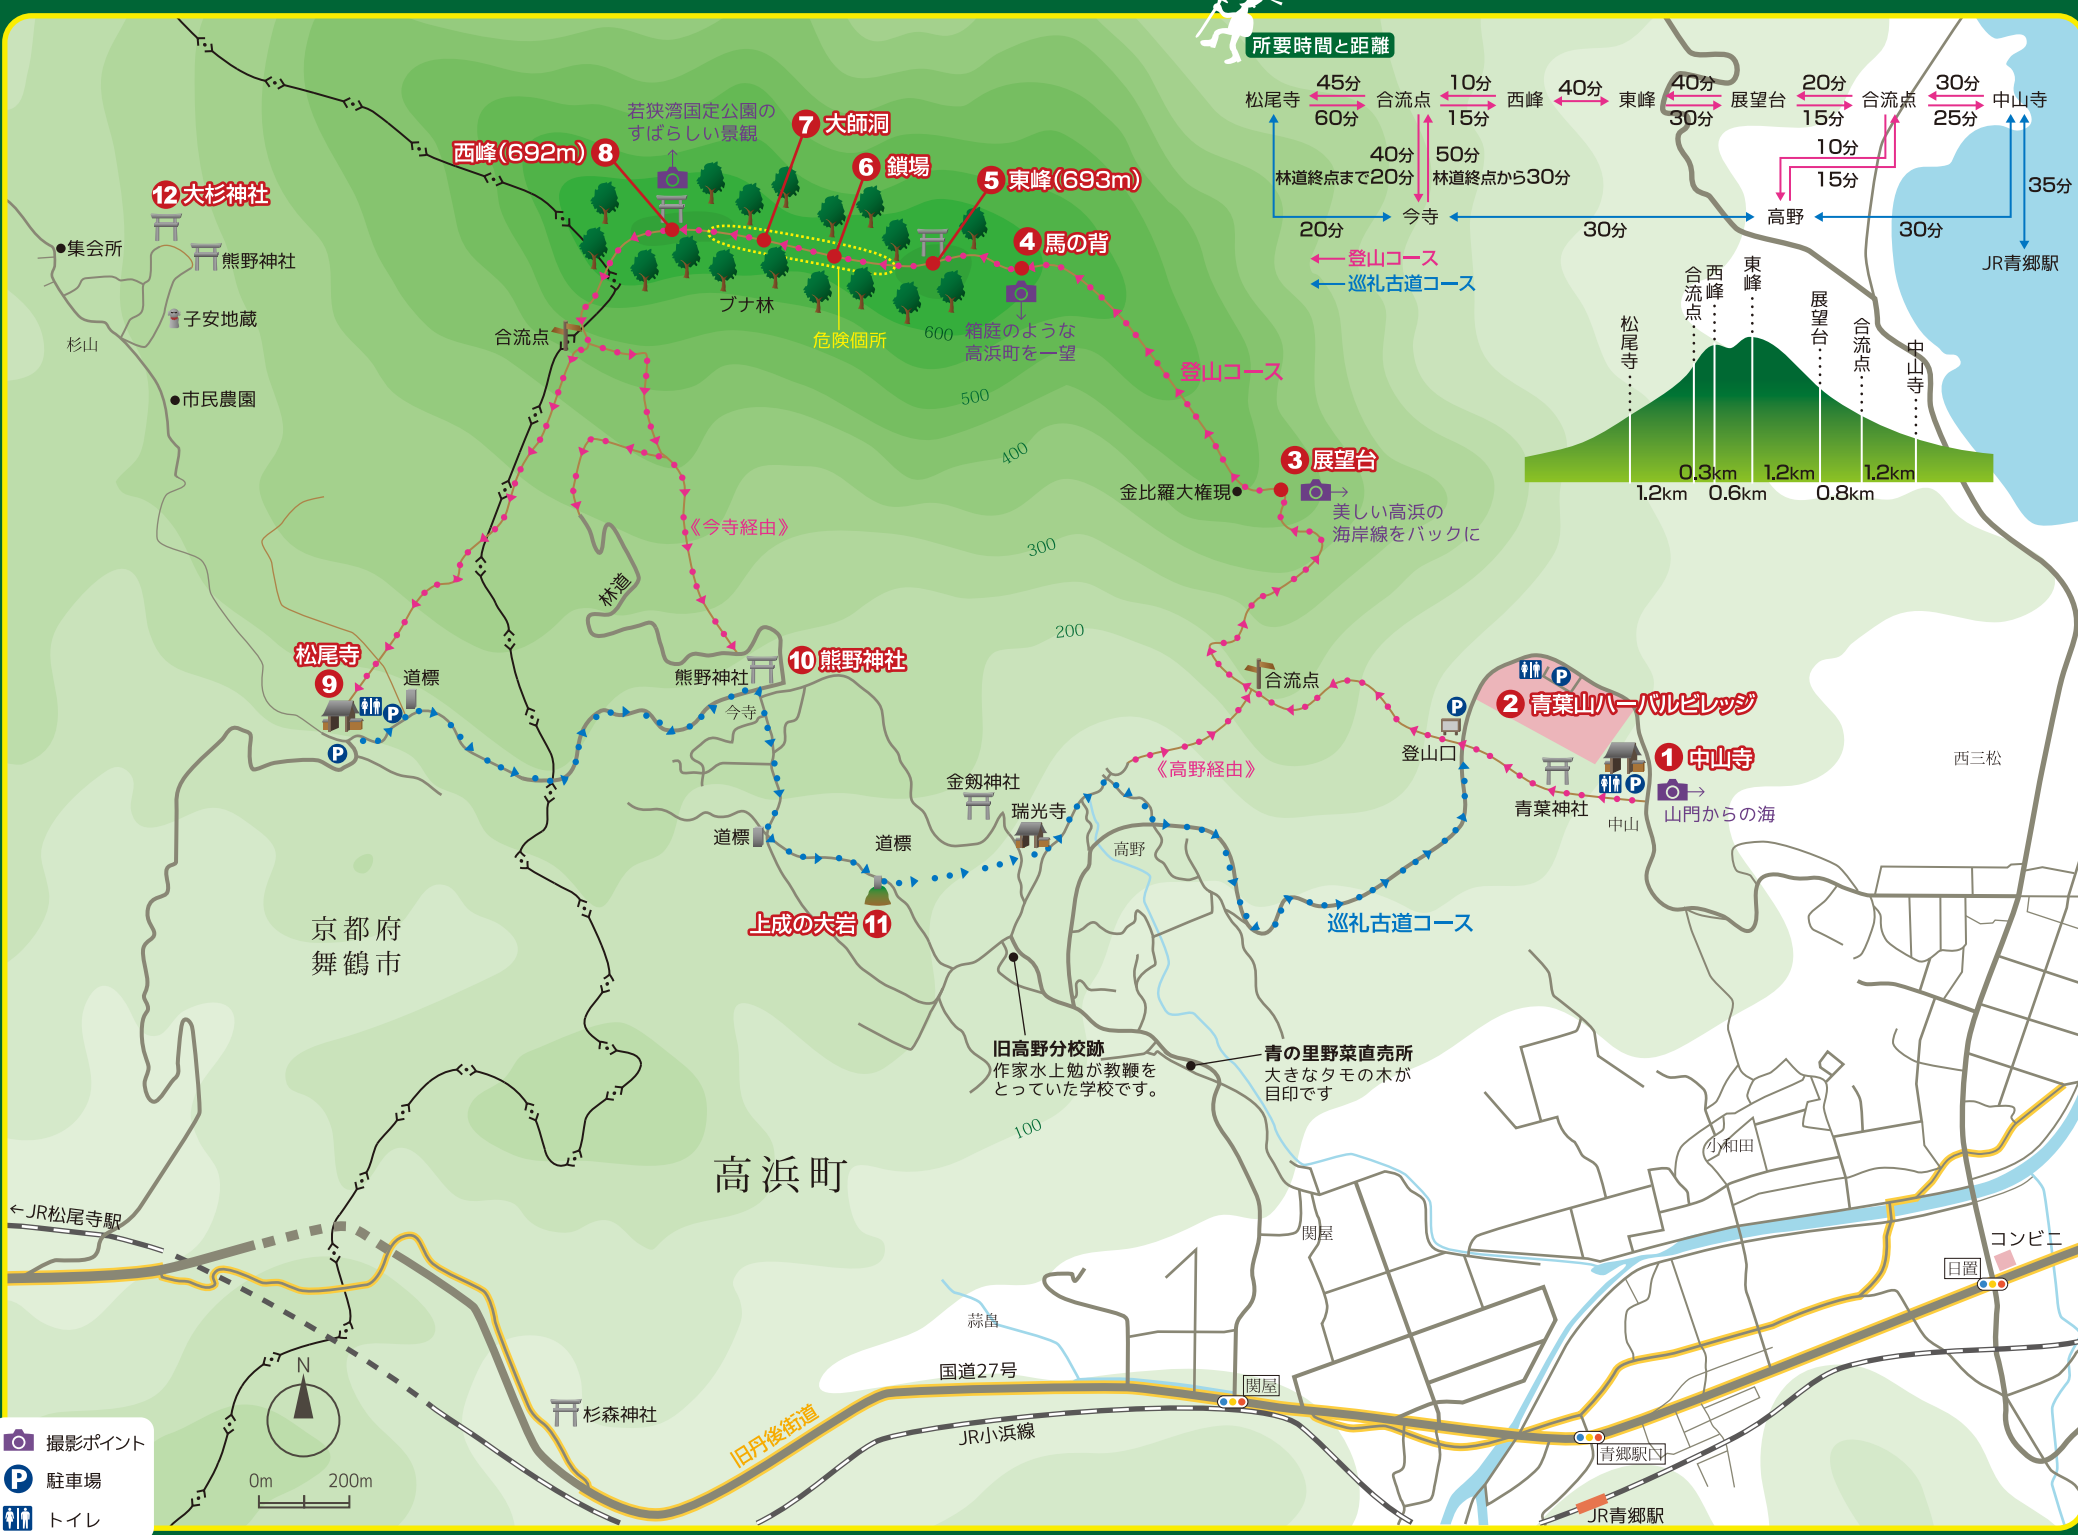 所要時間と距離
松尾寺
45分
60分
合流点
10分
15分
西峰
40分
東峰
40分
30分
展望台
20分
15分
合流点
30分
25分
中山寺
40分
林道終点まで20分
50分
林道終点から30分
10分
15分
35分
20分
今寺
30分
高野
30分
JR青郷駅
登山コース
巡礼古道コース
松尾寺
合流点
西峰
東峰
展望台
合流点
中山寺
0.3km
1.2km
1.2km
1.2km
0.6km
0.8km
若狭湾国定公園の
すばらしい景観
7 大師洞
西峰(692m) 8
6 鎖場
5 東峰(693m)
4 馬の背
12 大杉神社
集会所
熊野神社
子安地蔵
杉山
市民農園
ブナ林
危険個所
合流点
箱庭のような
高浜町を一望
600
500
400
300
200
100
登山コース
3 展望台
金比羅大権現
美しい高浜の
海岸線をバックに
《今寺経由》
林道
松尾寺
9
道標
熊野神社
10 熊野神社
今寺
合流点
2 青葉山ハーバルビレッジ
登山口
1 中山寺
青葉神社
中山
山門からの海
西三松
《高野経由》
金剱神社
瑞光寺
高野
道標
道標
上成の大岩 11
巡礼古道コース
京都府
舞鶴市
旧高野分校跡
作家水上勉が教鞭を
とっていた学校です。
青の里野菜直売所
大きなタモの木が
目印です
高浜町
小和田
関屋
コンビニ
日置
←JR松尾寺駅
蒜畠
国道27号
関屋
旧丹後街道
JR小浜線
杉森神社
青郷駅口
JR青郷駅
N
0m 200m
撮影ポイント
P 駐車場
トイレ
P
P
P
P
P